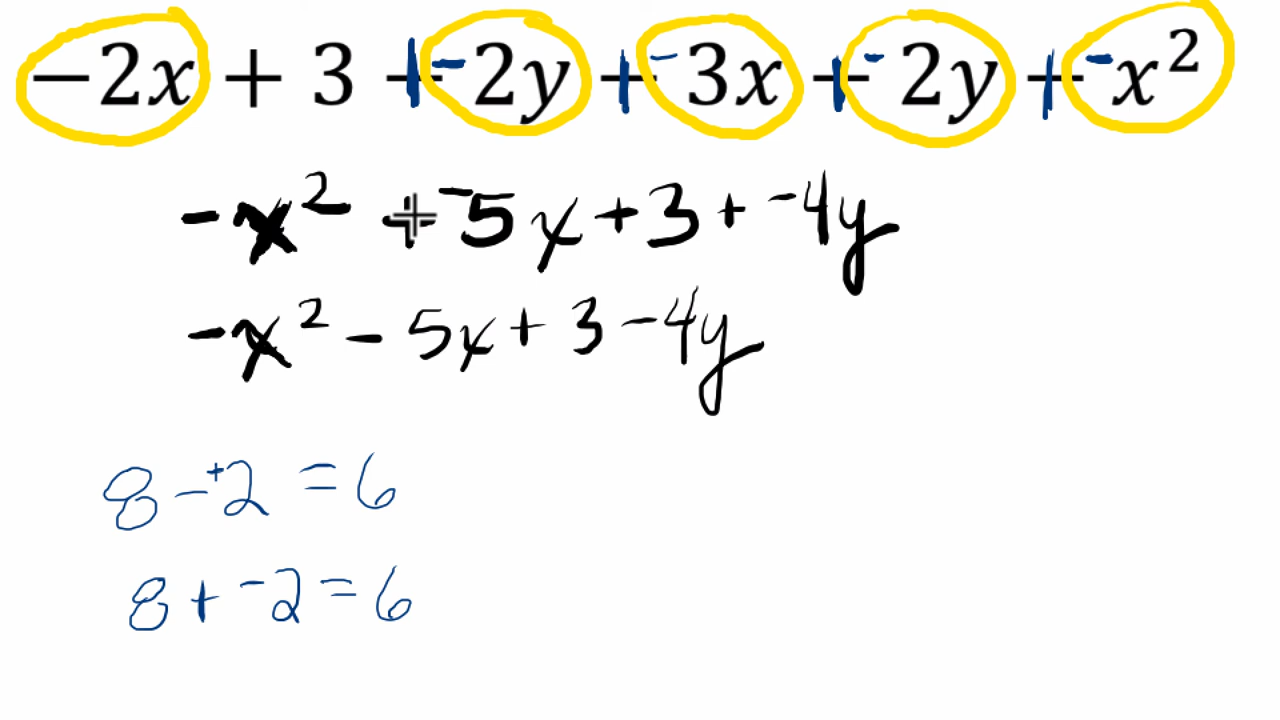 −2x + 3 + −2y + −3x + −2y + −x²
-x² + -5x + 3 + -4y
-x² - 5x + 3 - 4y
8 - +2 = 6
8 + -2 = 6